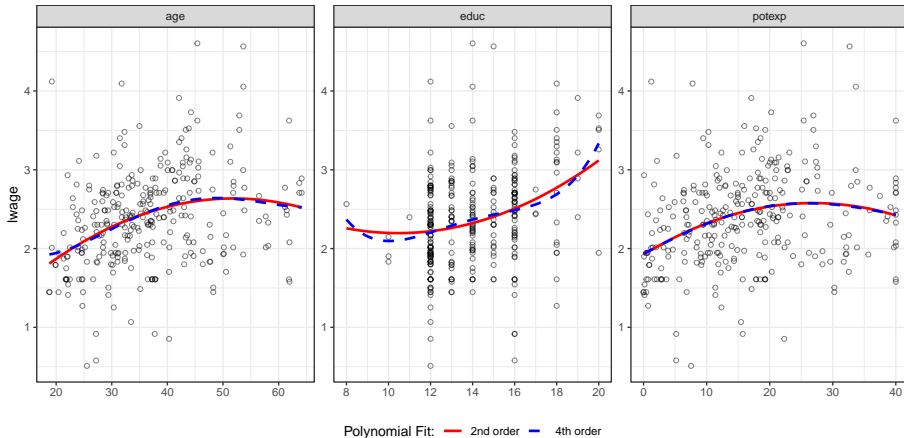 age educ potexp
4
3
2
1
lwage
20 30 40 50 60
8 10 12 14 16 18 20
0 10 20 30 40
Polynomial Fit: 2nd order 4th order